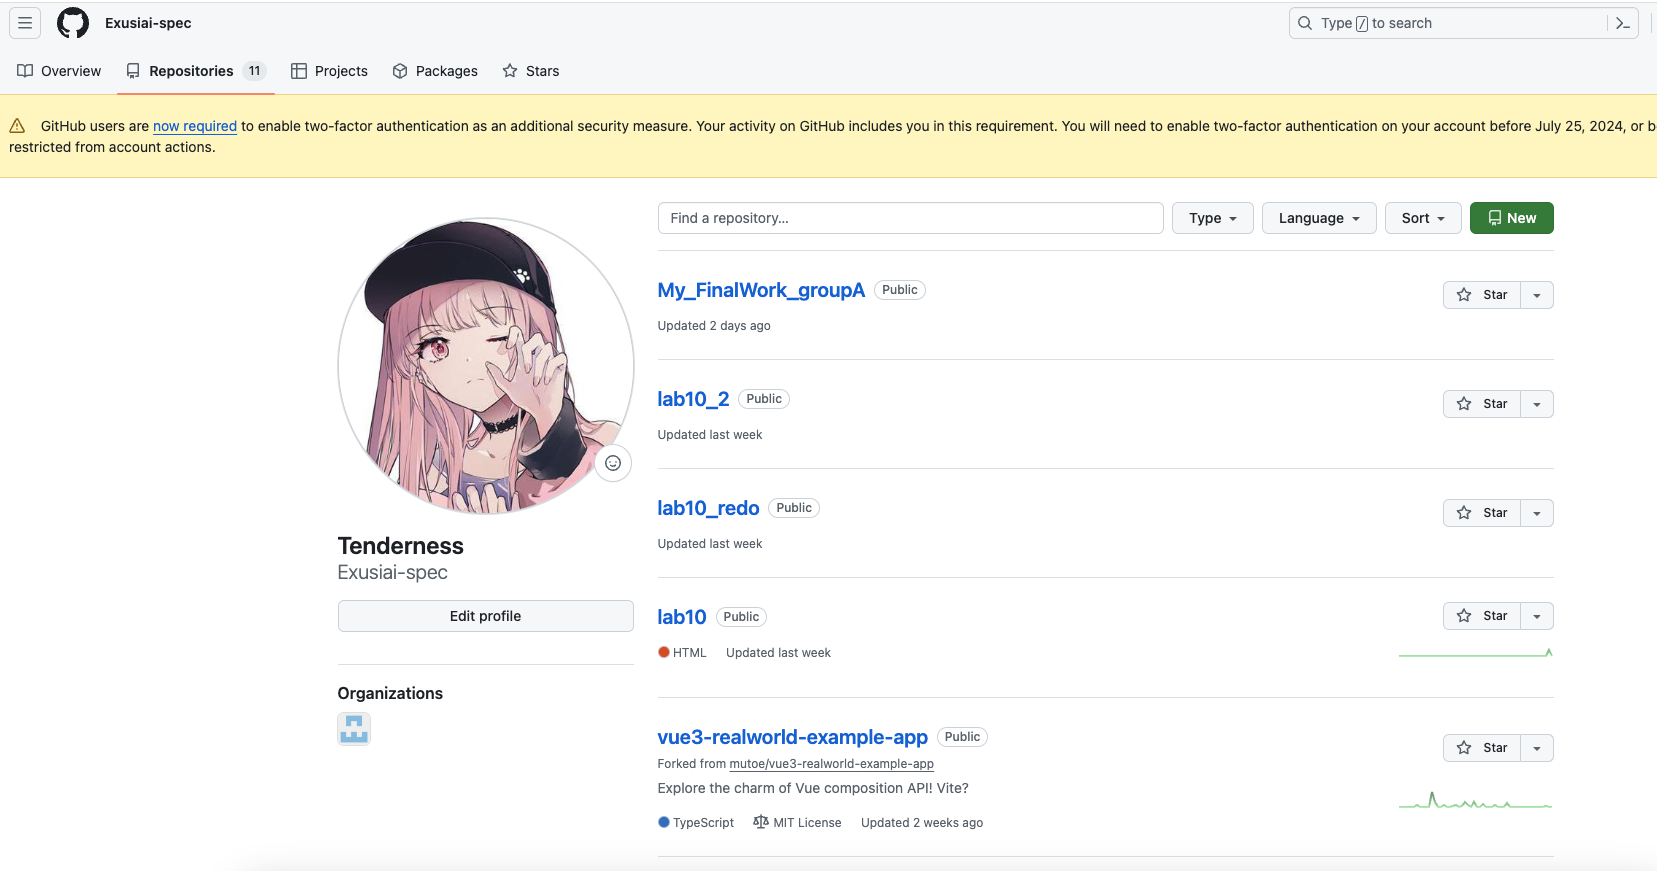 Exusiai-spec
Type / to search
Overview
Repositories 11
Projects
Packages
Stars
GitHub users are now required to enable two-factor authentication as an additional security measure. Your activity on GitHub includes you in this requirement. You will need to enable two-factor authentication on your account before July 25, 2024, or
restricted from account actions.
Find a repository...
Type
Language
Sort
New
My_FinalWork_groupA Public
Star
Updated 2 days ago
lab10_2 Public
Star
Updated last week
lab10_redo Public
Star
Updated last week
Tenderness
Exusiai-spec
Edit profile
Organizations
lab10 Public
Star
HTML Updated last week
vue3-realworld-example-app Public
Star
Forked from mutoe/vue3-realworld-example-app
Explore the charm of Vue composition API! Vite?
TypeScript MIT License Updated 2 weeks ago